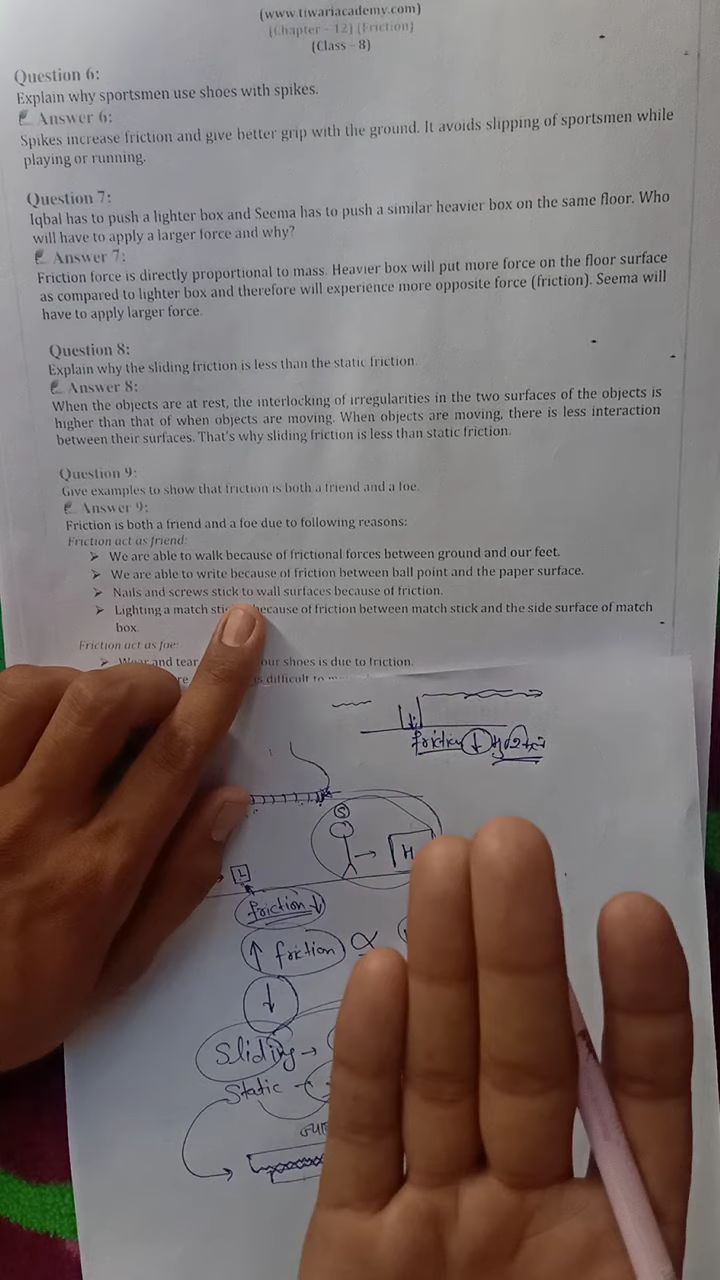 (www.tiwariacademy.com)
(Chapter - 12) (Friction)
(Class - 8)
Question 6:
Explain why sportsmen use shoes with spikes.
Answer 6:
Spikes increase friction and give better grip with the ground. It avoids slipping of sportsmen while
playing or running.
Question 7:
Iqbal has to push a lighter box and Seema has to push a similar heavier box on the same floor. Who
will have to apply a larger force and why?
Answer 7:
Friction force is directly proportional to mass. Heavier box will put more force on the floor surface
as compared to lighter box and therefore will experience more opposite force (friction). Seema will
have to apply larger force.
Question 8:
Explain why the sliding friction is less than the static friction.
Answer 8:
When the objects are at rest, the interlocking of irregularities in the two surfaces of the objects is
higher than that of when objects are moving. When objects are moving, there is less interaction
between their surfaces. That's why sliding friction is less than static friction.
Question 9:
Give examples to show that friction is both a friend and a foe.
Answer 9:
Friction is both a friend and a foe due to following reasons:
Friction act as friend:
➢ We are able to walk because of frictional forces between ground and our feet.
➢ We are able to write because of friction between ball point and the paper surface.
➢ Nails and screws stick to wall surfaces because of friction.
➢ Lighting a match because of friction between match stick and the side surface of match
box.
Friction act as foe:
➢ Wear and tear our shoes is due to friction.
is difficult to
friction ↓
S
H
L
friction ↓
↑ friction ∝
↓
Sliding →
Static